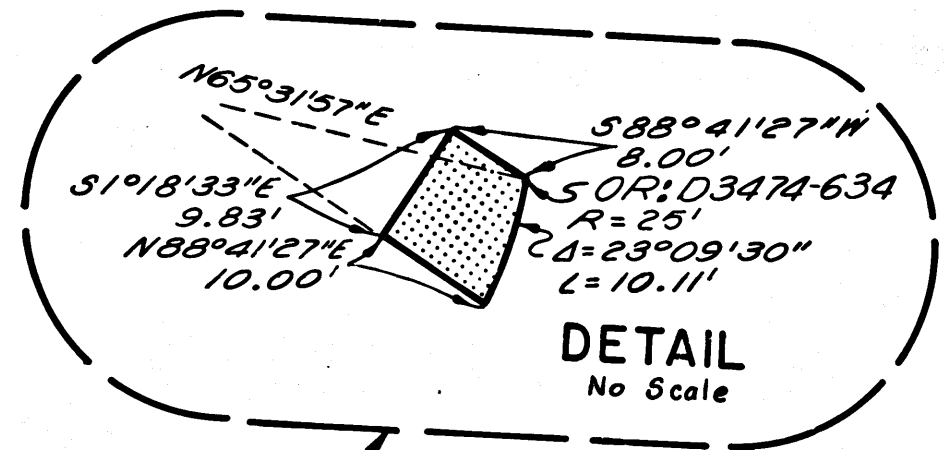 N65°31'57"E
S88°41'27"W
8.00'
S1°18'33"E
9.83'
S OR: D3474-634
R=25'
N88°41'27"E
10.00'
Δ=23°09'30"
L=10.11'
DETAIL
No Scale